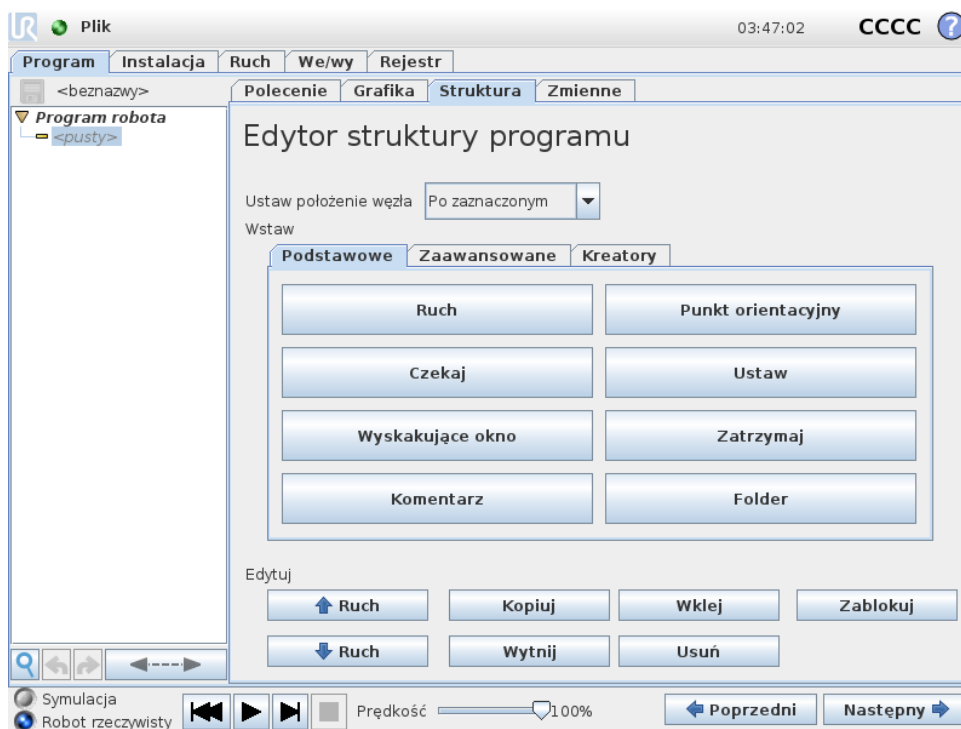 UR Plik 03:47:02 CCCC ?
Program Instalacja Ruch We/wy Rejestr
<beznazwy> Polecenie Grafika Struktura Zmienne
Program robota
<pusty>
Edytor struktury programu
Ustaw położenie węzła Po zaznaczonym
Wstaw
Podstawowe Zaawansowane Kreatory
Ruch Punkt orientacyjny
Czekaj Ustaw
Wyskakujące okno Zatrzymaj
Komentarz Folder
Edytuj
Ruch Kopiuj Wklej Zablokuj
Ruch Wytnij Usuń
Symulacja
Robot rzeczywisty Prędkość 100% Poprzedni Następny